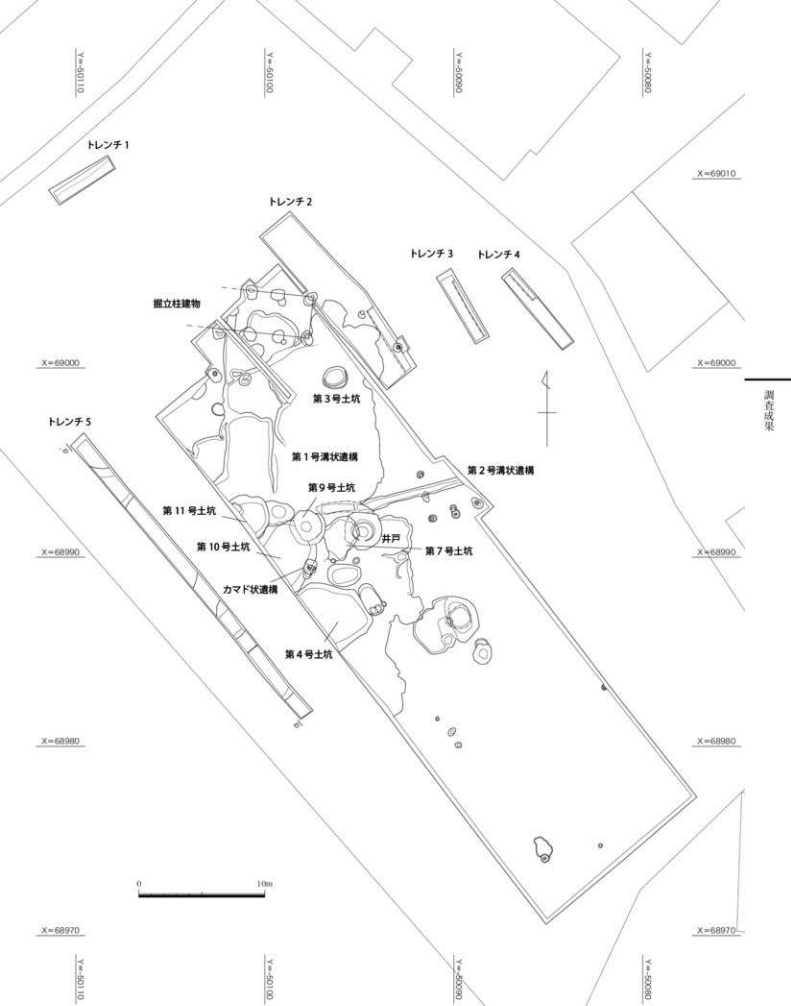 Y=-50110
Y=-50100
Y=-50090
Y=-50080
トレンチ 1
X=69010
トレンチ 2
トレンチ 3
トレンチ 4
掘立柱建物
X=69000
X=69000
調査成果
第 3 号土坑
トレンチ 5
b
第 1 号溝状遺構
第 2 号溝状遺構
第 9 号土坑
第 11 号土坑
井戸
第 10 号土坑
第 7 号土坑
X=68990
X=68990
カマド状遺構
第 4 号土坑
b'
X=68980
X=68980
0
10m
X=68970
X=68970
Y=-50110
Y=-50100
Y=-50090
Y=-50080